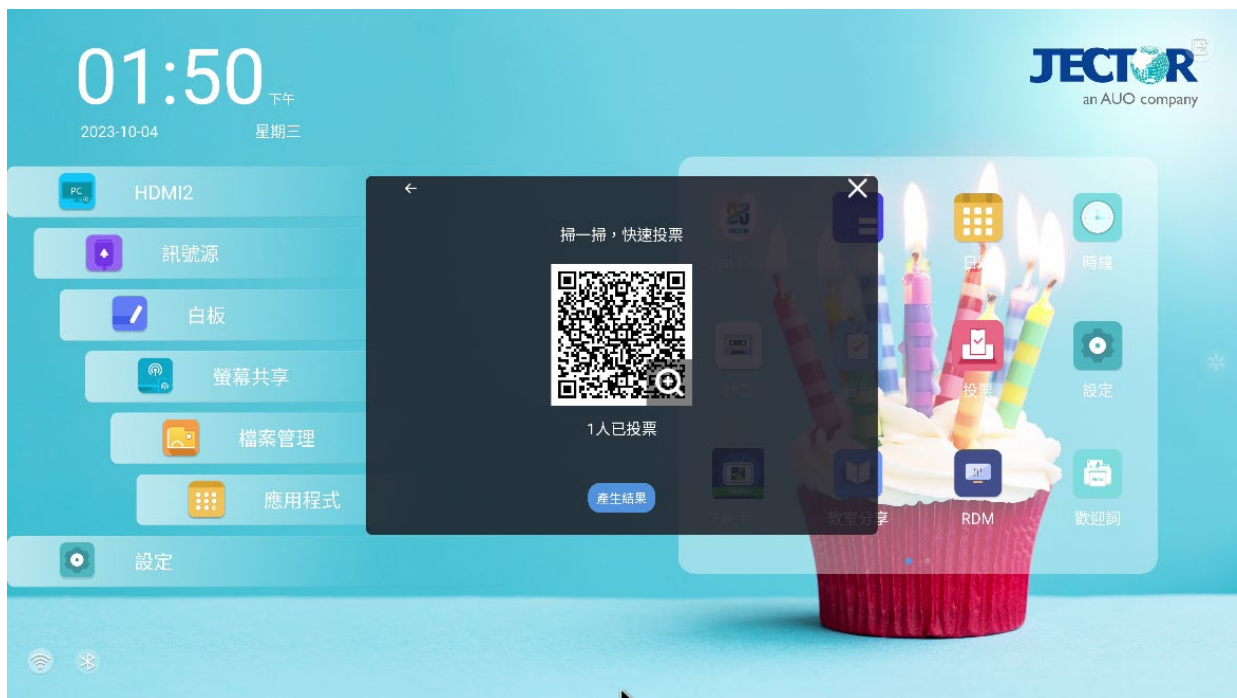 01:50 下午
2023-10-04 星期三
JECTOR
an AUO company
HDMI2
訊號源
白板
螢幕共享
檔案管理
應用程式
設定
掃一掃，快速投票
1人已投票
產生結果
時鐘
投票
設定
教室分享
RDM
歡迎詞